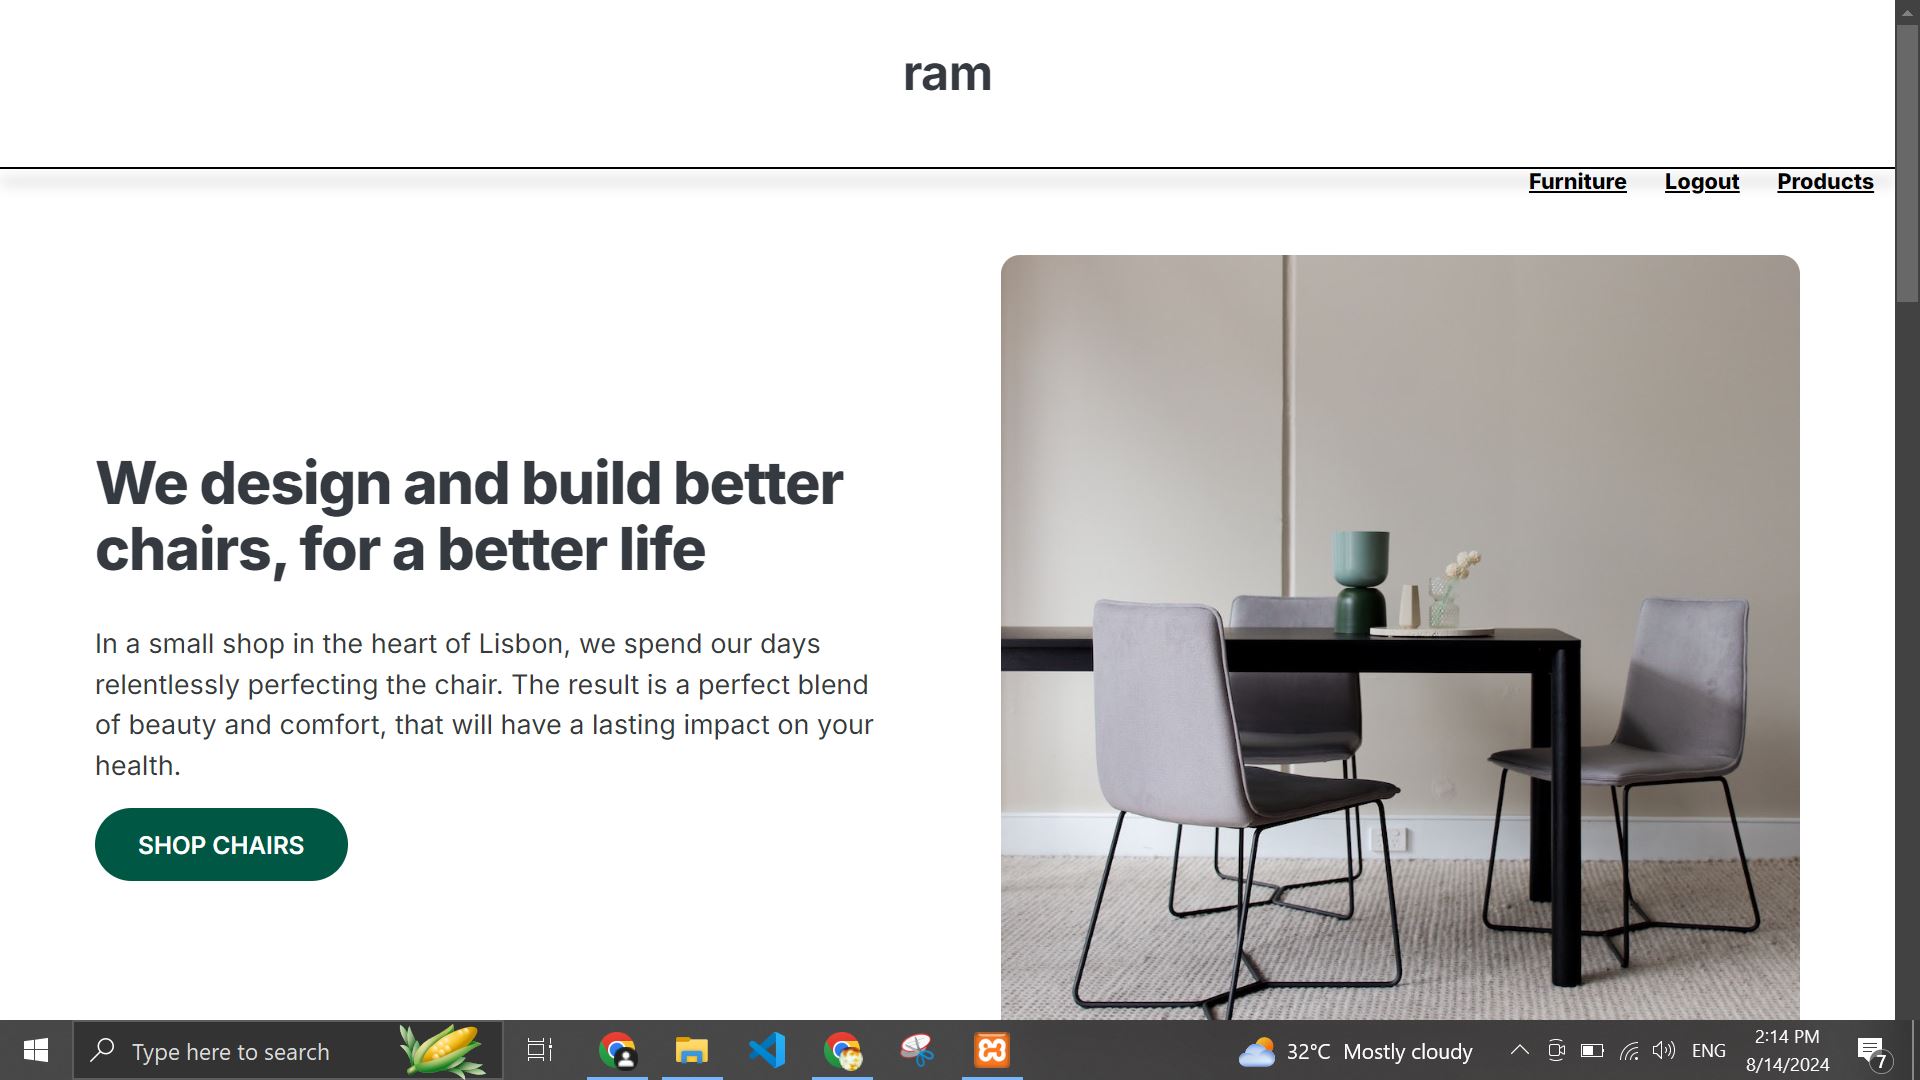 ram
Furniture Logout Products
We design and build better
chairs, for a better life
In a small shop in the heart of Lisbon, we spend our days
relentlessly perfecting the chair. The result is a perfect blend
of beauty and comfort, that will have a lasting impact on your
health.
SHOP CHAIRS
Type here to search
32°C Mostly cloudy
ENG
2:14 PM
8/14/2024
7